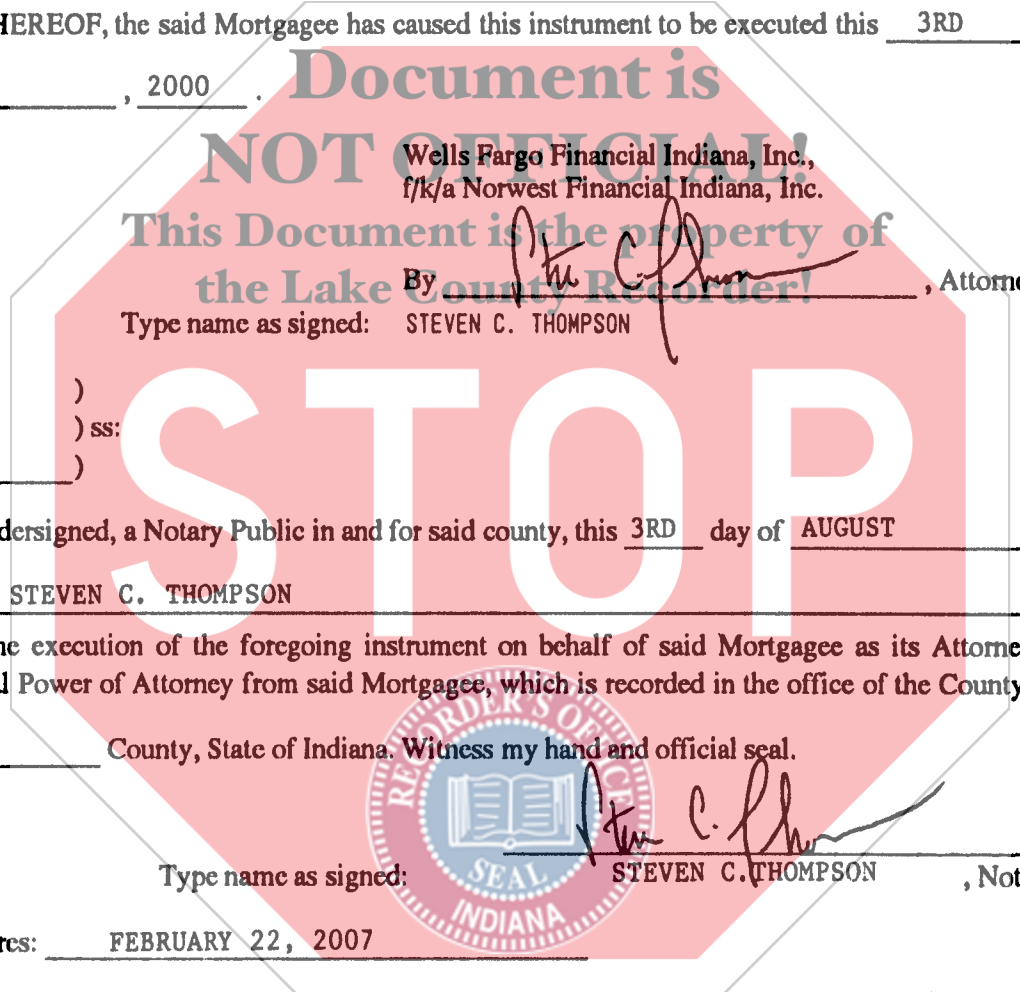 HEREOF, the said Mortgagee has caused this instrument to be executed this 3RD
, 2000 .
Document is
NOT OFFICIAL!
Wells Fargo Financial Indiana, Inc.,
f/k/a Norwest Financial Indiana, Inc.
This Document is the property of
the Lake County Recorder!
By Steven C. Thompson , Attorne
Type name as signed: STEVEN C. THOMPSON
)
) ss:
)
STOP
dersigned, a Notary Public in and for said county, this 3RD day of AUGUST
STEVEN C. THOMPSON
he execution of the foregoing instrument on behalf of said Mortgagee as its Attorne
l Power of Attorney from said Mortgagee, which is recorded in the office of the County
County, State of Indiana. Witness my hand and official seal.
RECORDER'S OFFICE
SEAL
INDIANA
Steven C. Thompson
Type name as signed: STEVEN C. THOMPSON , Not
res: FEBRUARY 22, 2007